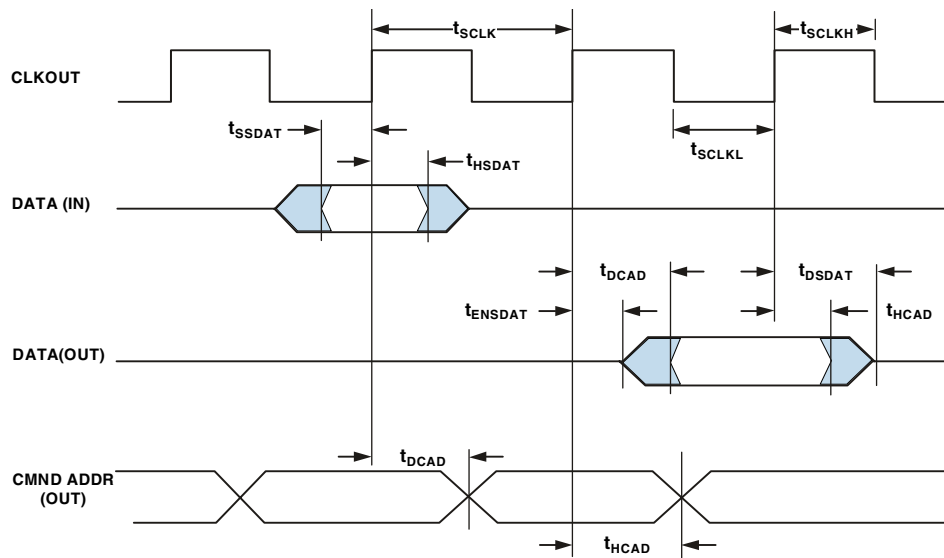 tSCLK
tSCLKH
CLKOUT
tSSDAT
tHSDAT
tSCLKL
DATA (IN)
tDCAD
tDSDAT
tENSDAT
tHCAD
DATA(OUT)
tDCAD
CMND ADDR
(OUT)
tHCAD